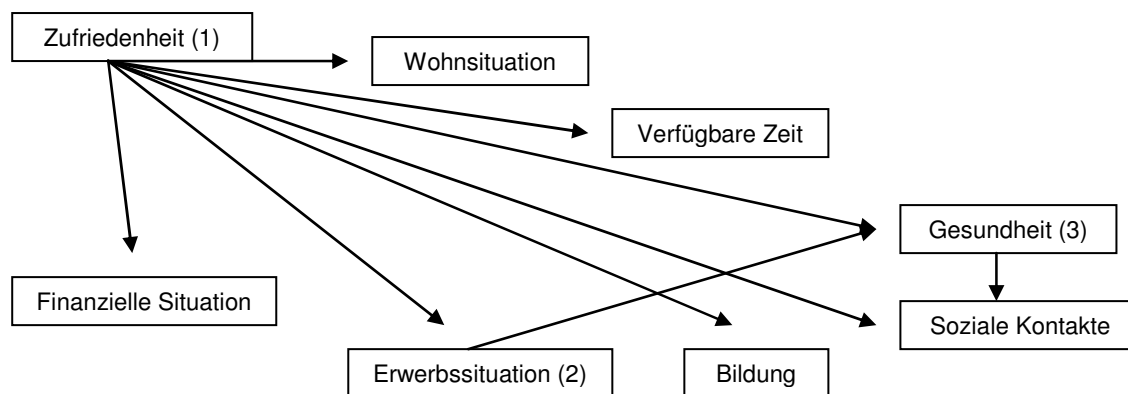 Zufriedenheit (1)
Wohnsituation
Verfügbare Zeit
Gesundheit (3)
Finanzielle Situation
Soziale Kontakte
Erwerbssituation (2)
Bildung